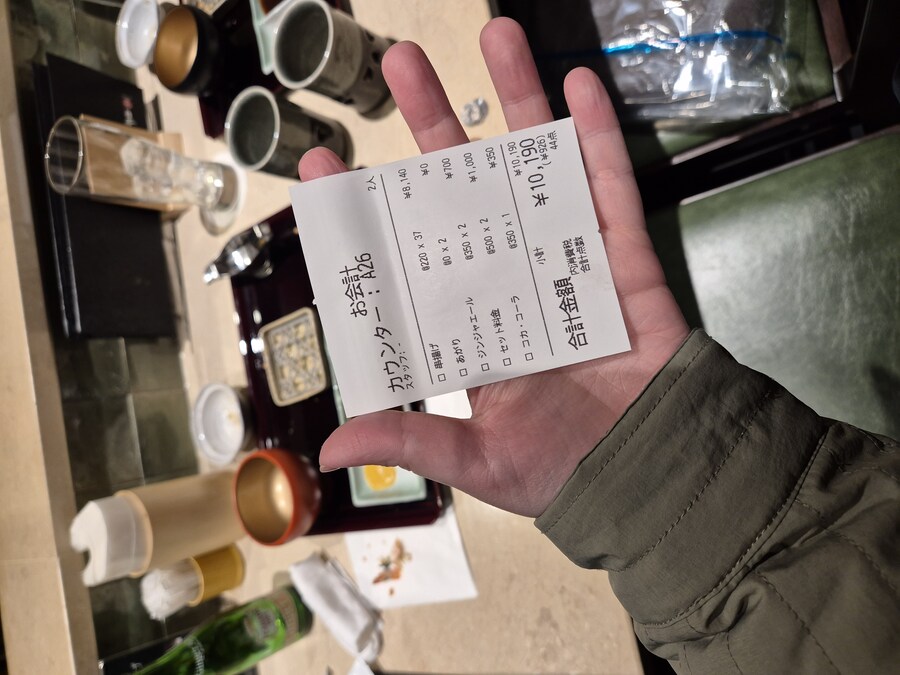 お会計
カウンター: A26
スタッフ: - 2人
□ 串揚げ @220 x 37 ¥8,140
□ あがり @0 x 2 ¥0
□ ジンジャエール @350 x 2 ¥700
□ セット料金 @500 x 2 ¥1,000
□ コカ・コーラ @350 x 1 ¥350
小計 ¥10,190
合計金額 ¥10,190
内消費税 (¥926)
合計点数 44点